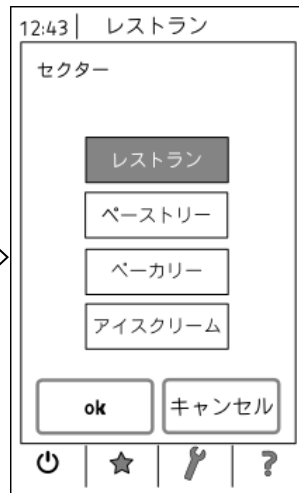 12:43 レストラン
セクター
レストラン
ペーストリー
ベーカリー
アイスクリーム
ok キャンセル
?